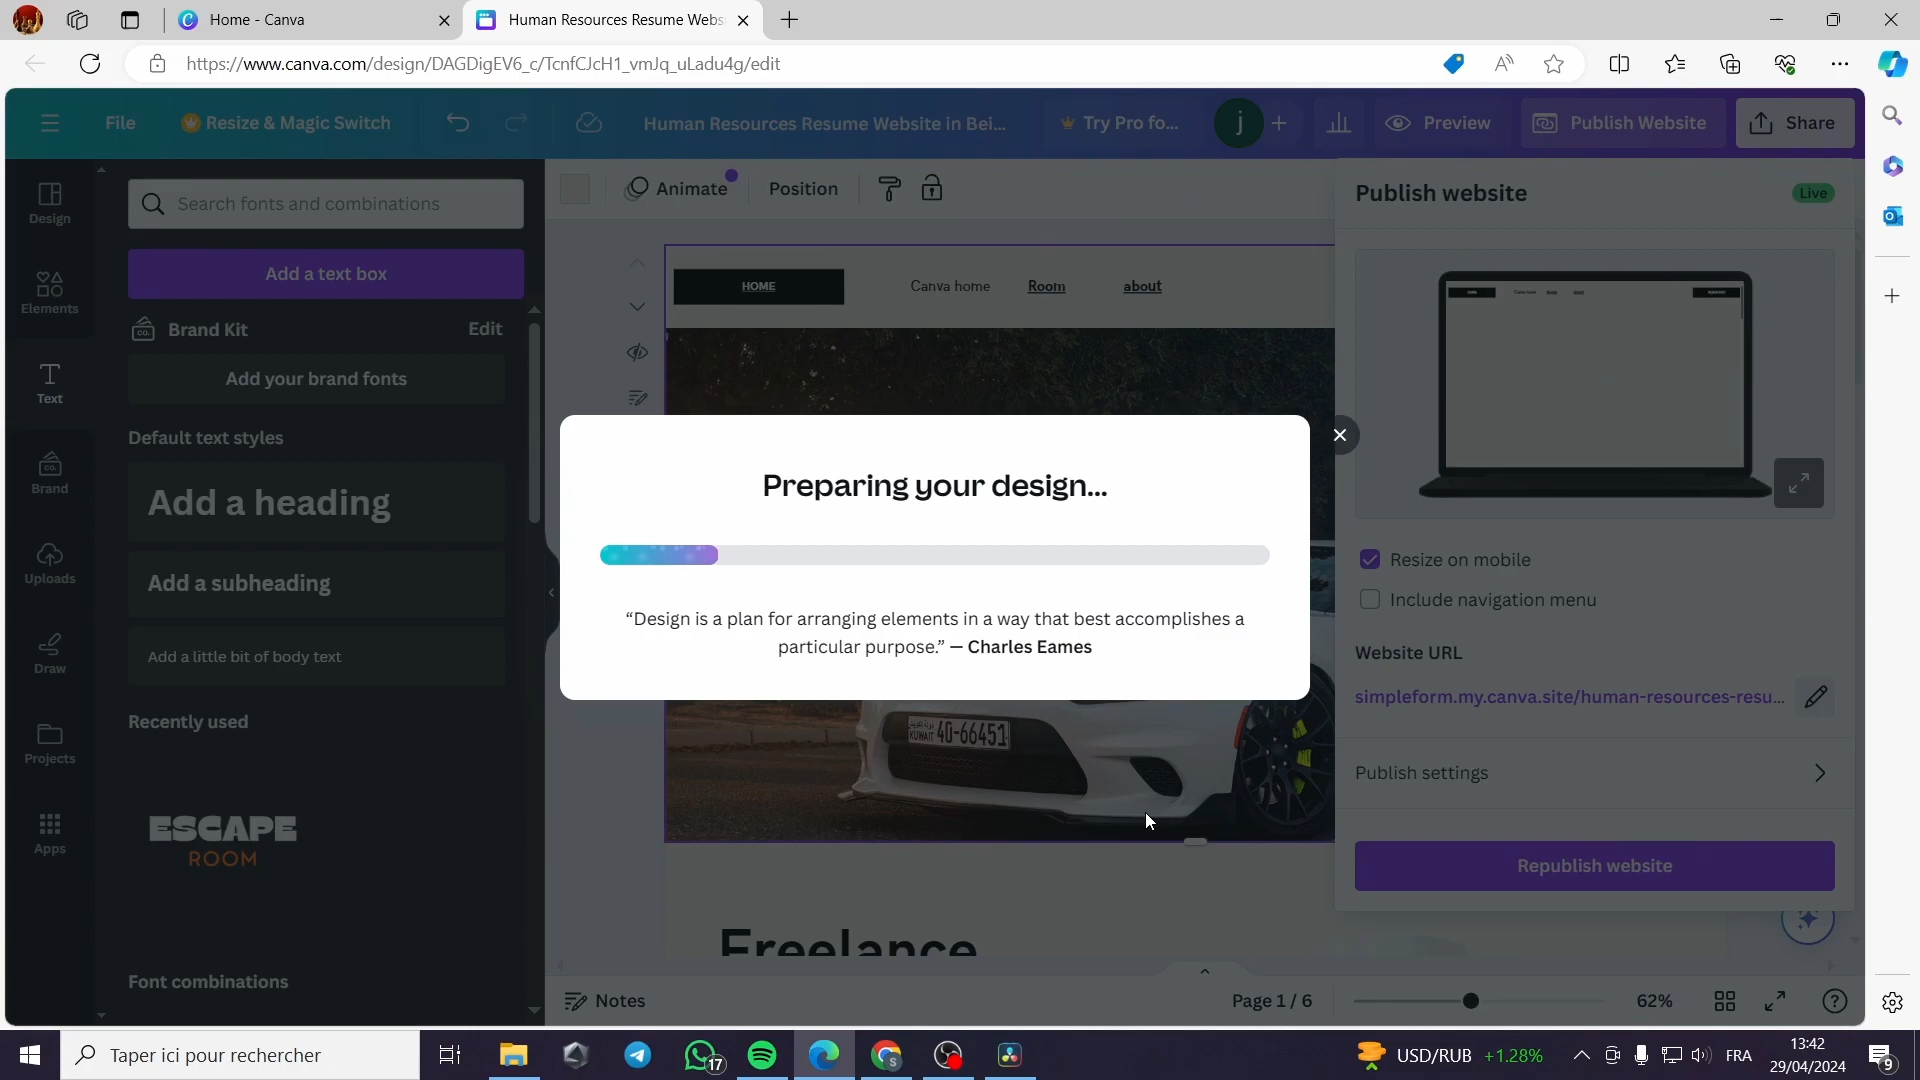 Home - Canva
Human Resources Resume Webs
https://www.canva.com/design/DAGDigEV6_c/TcnfCJcH1_vmJq_uLadu4g/edit
File
Resize & Magic Switch
Human Resources Resume Website in Bei...
Try Pro fo...
j
Preview
Publish Website
Share
Design
Elements
Text
Brand
Uploads
Draw
Projects
Apps
Search fonts and combinations
Add a text box
Brand Kit
Edit
Add your brand fonts
Default text styles
Add a heading
Add a subheading
Add a little bit of body text
Recently used
ESCAPE
ROOM
Font combinations
Animate
Position
HOME
Canva home
Room
about
KUWAIT 40-66451
Freelance
Preparing your design...
“Design is a plan for arranging elements in a way that best accomplishes a
particular purpose.” — Charles Eames
Publish website
Live
Resize on mobile
Include navigation menu
Website URL
simpleform.my.canva.site/human-resources-resu...
Publish settings
Republish website
Notes
Page 1 / 6
62%
Taper ici pour rechercher
17
USD/RUB +1.28%
FRA
13:42
29/04/2024
9